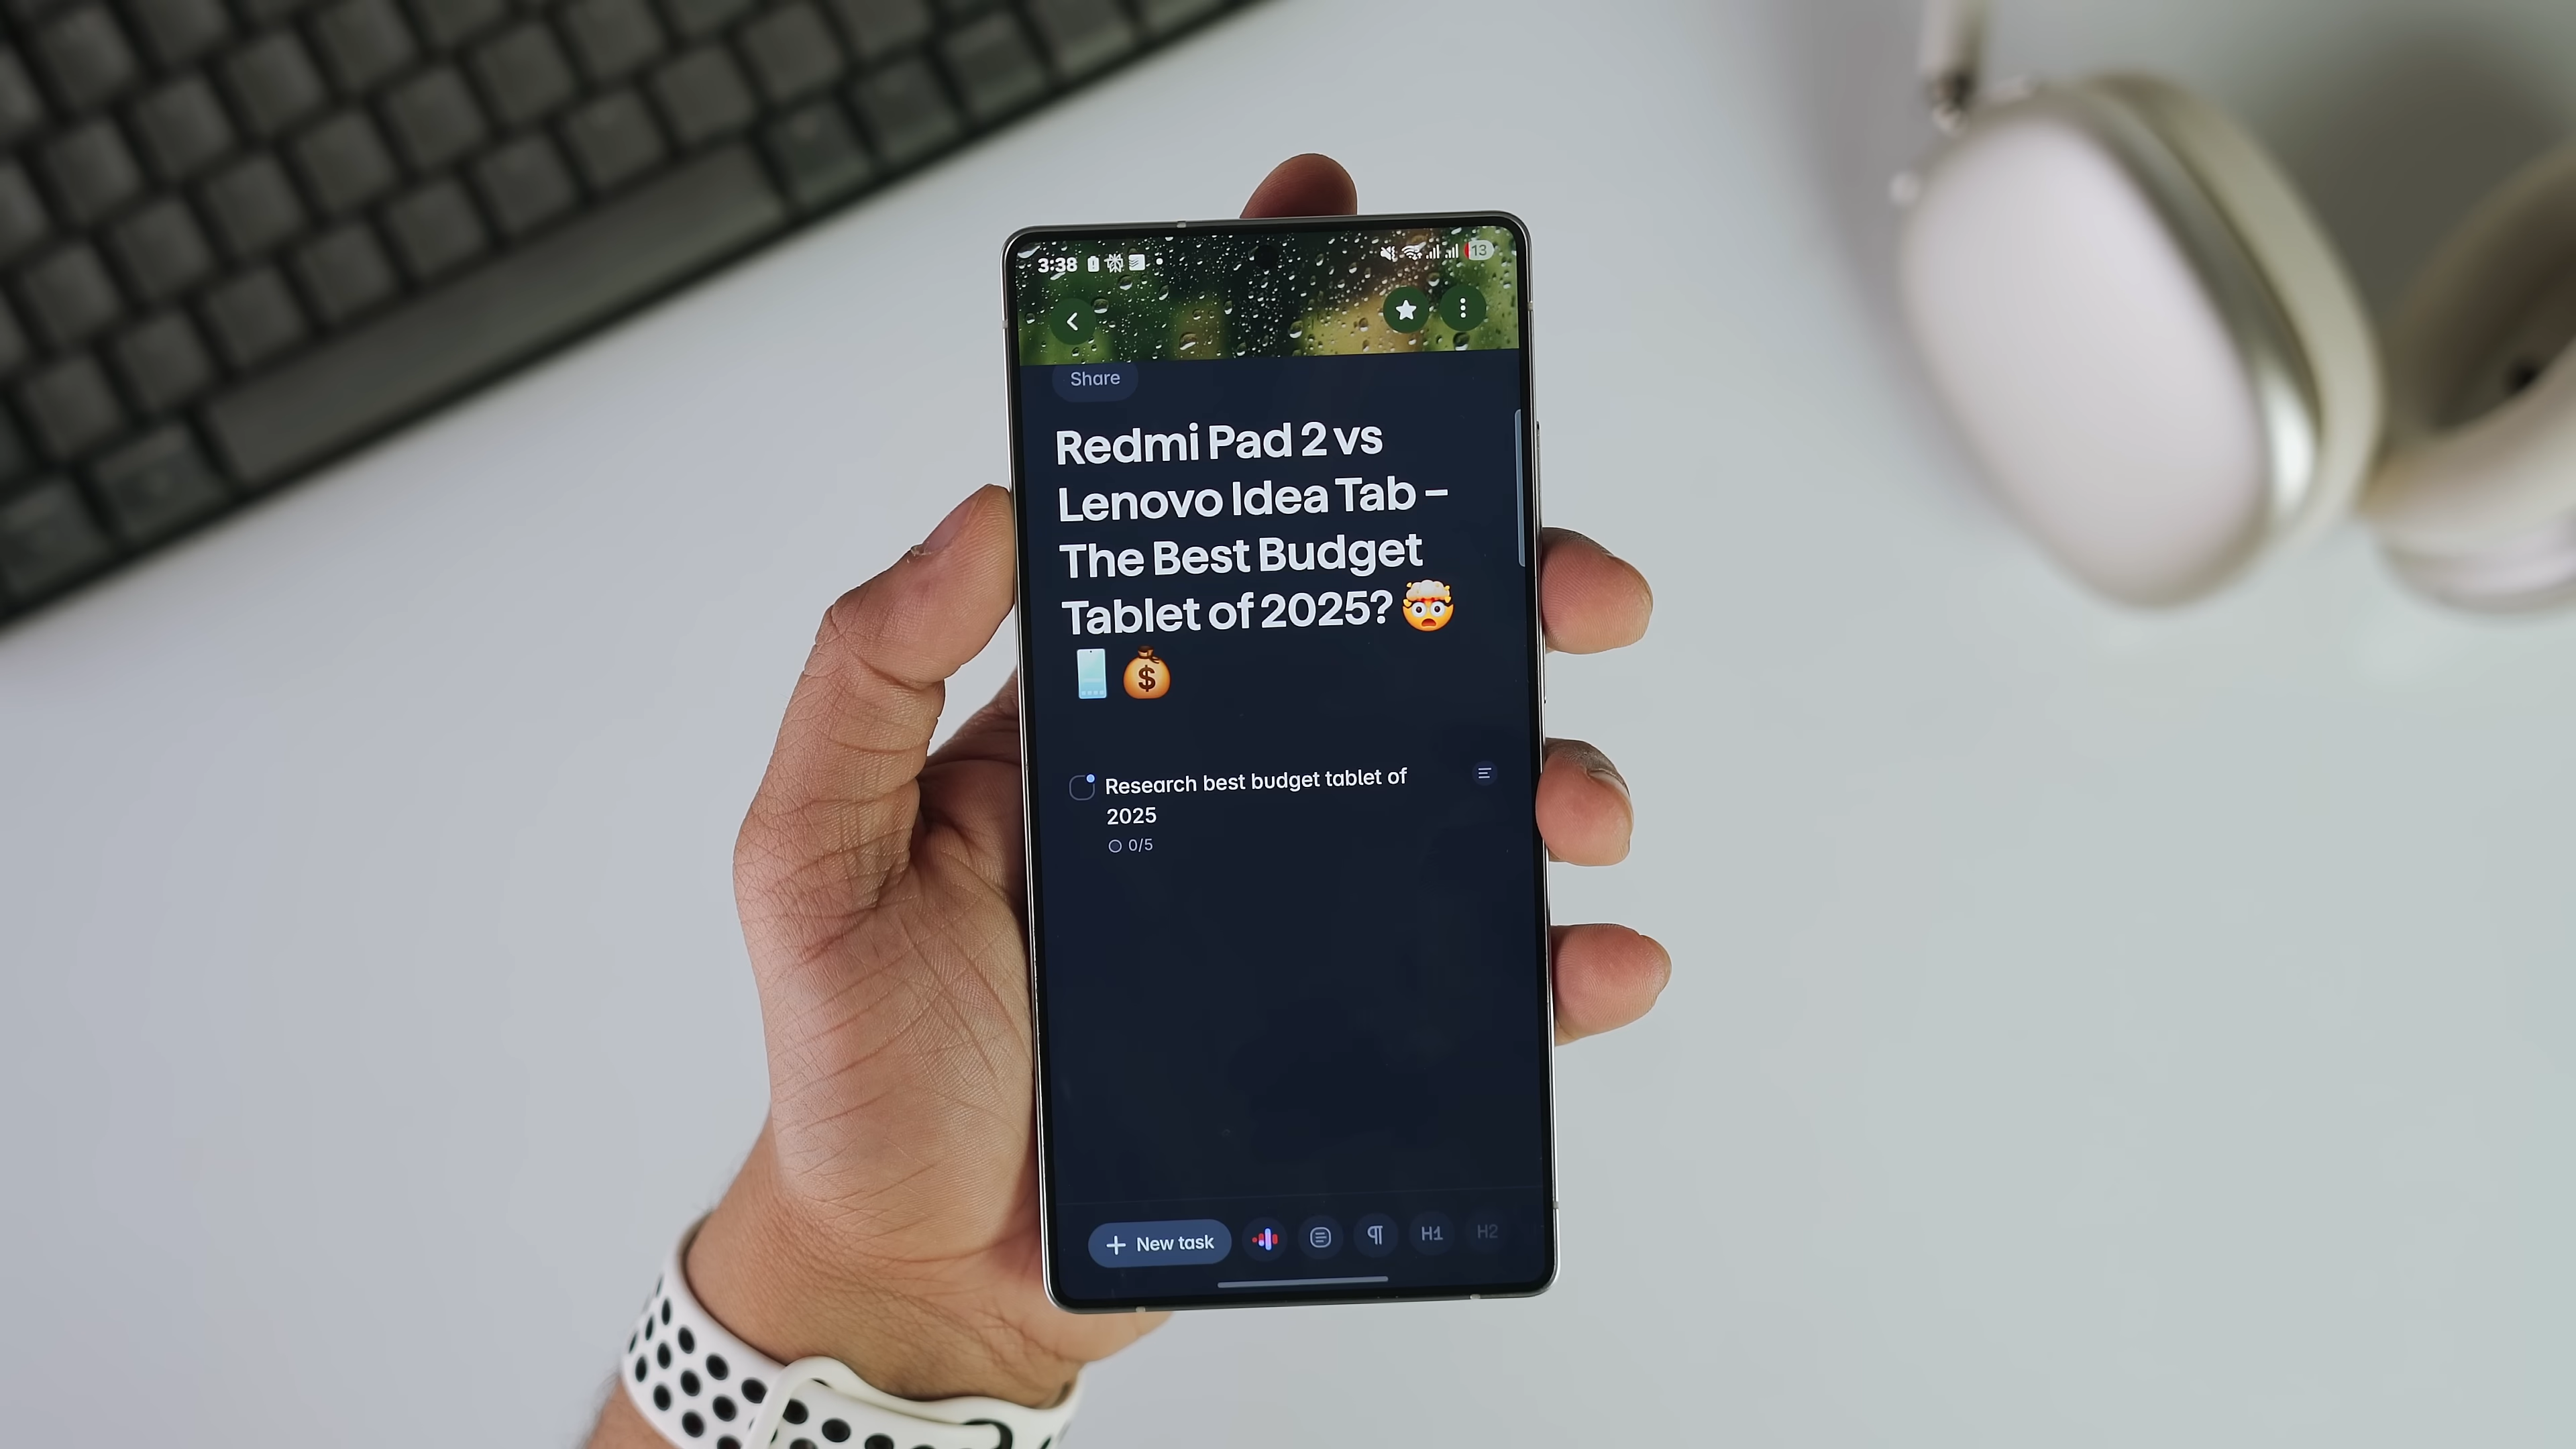 3:38
13
Share
Redmi Pad 2 vs
Lenovo Idea Tab –
The Best Budget
Tablet of 2025? 🤯
📱 💰
Research best budget tablet of
2025
0/5
+ New task
H1
H2